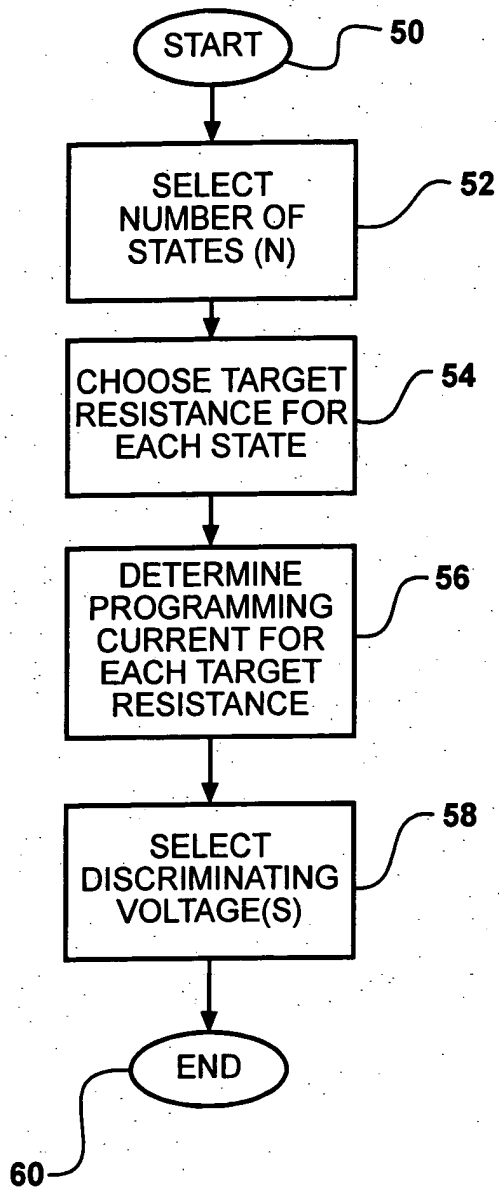 START
50
SELECT
NUMBER OF
STATES (N)
52
CHOOSE TARGET
RESISTANCE FOR
EACH STATE
54
DETERMINE
PROGRAMMING
CURRENT FOR
EACH TARGET
RESISTANCE
56
SELECT
DISCRIMINATING
VOLTAGE(S)
58
END
60